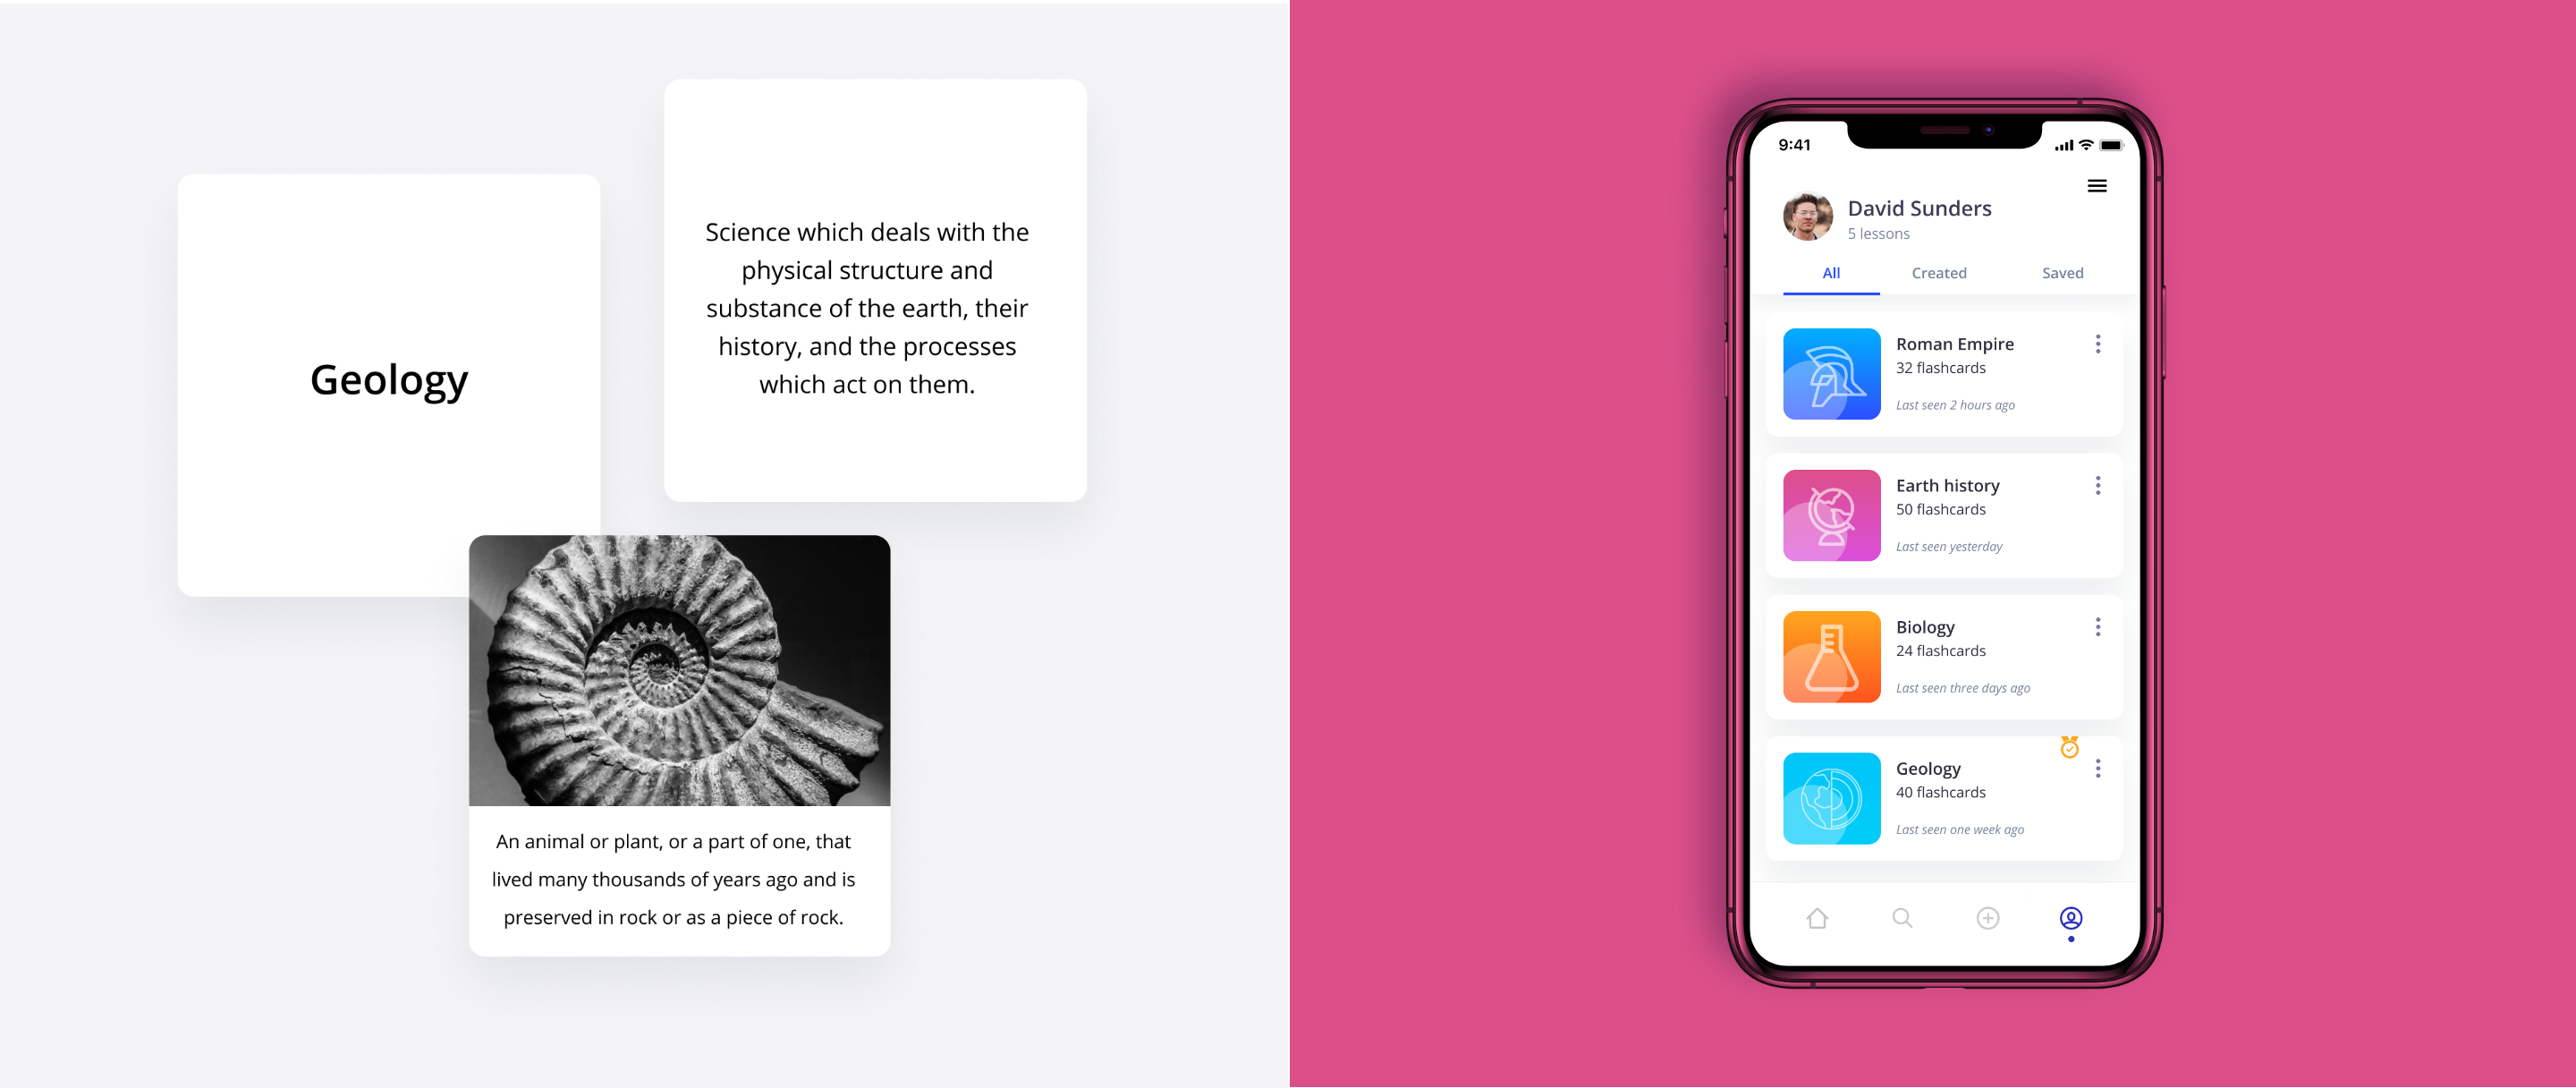 Geology
Science which deals with the
physical structure and
substance of the earth, their
history, and the processes
which act on them.
An animal or plant, or a part of one, that
lived many thousands of years ago and is
preserved in rock or as a piece of rock.
9:41
David Sunders
5 lessons
All Created Saved
Roman Empire
32 flashcards
Last seen 2 hours ago
Earth history
50 flashcards
Last seen yesterday
Biology
24 flashcards
Last seen three days ago
Geology
40 flashcards
Last seen one week ago